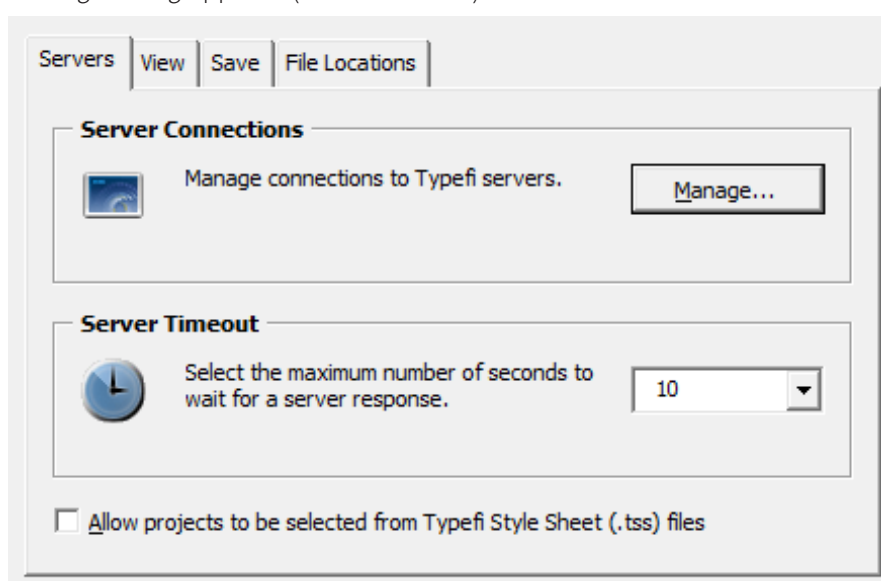 Servers View Save File Locations
Server Connections
Manage connections to Typefi servers.
Manage...
Server Timeout
Select the maximum number of seconds to
wait for a server response.
10
Allow projects to be selected from Typefi Style Sheet (.tss) files